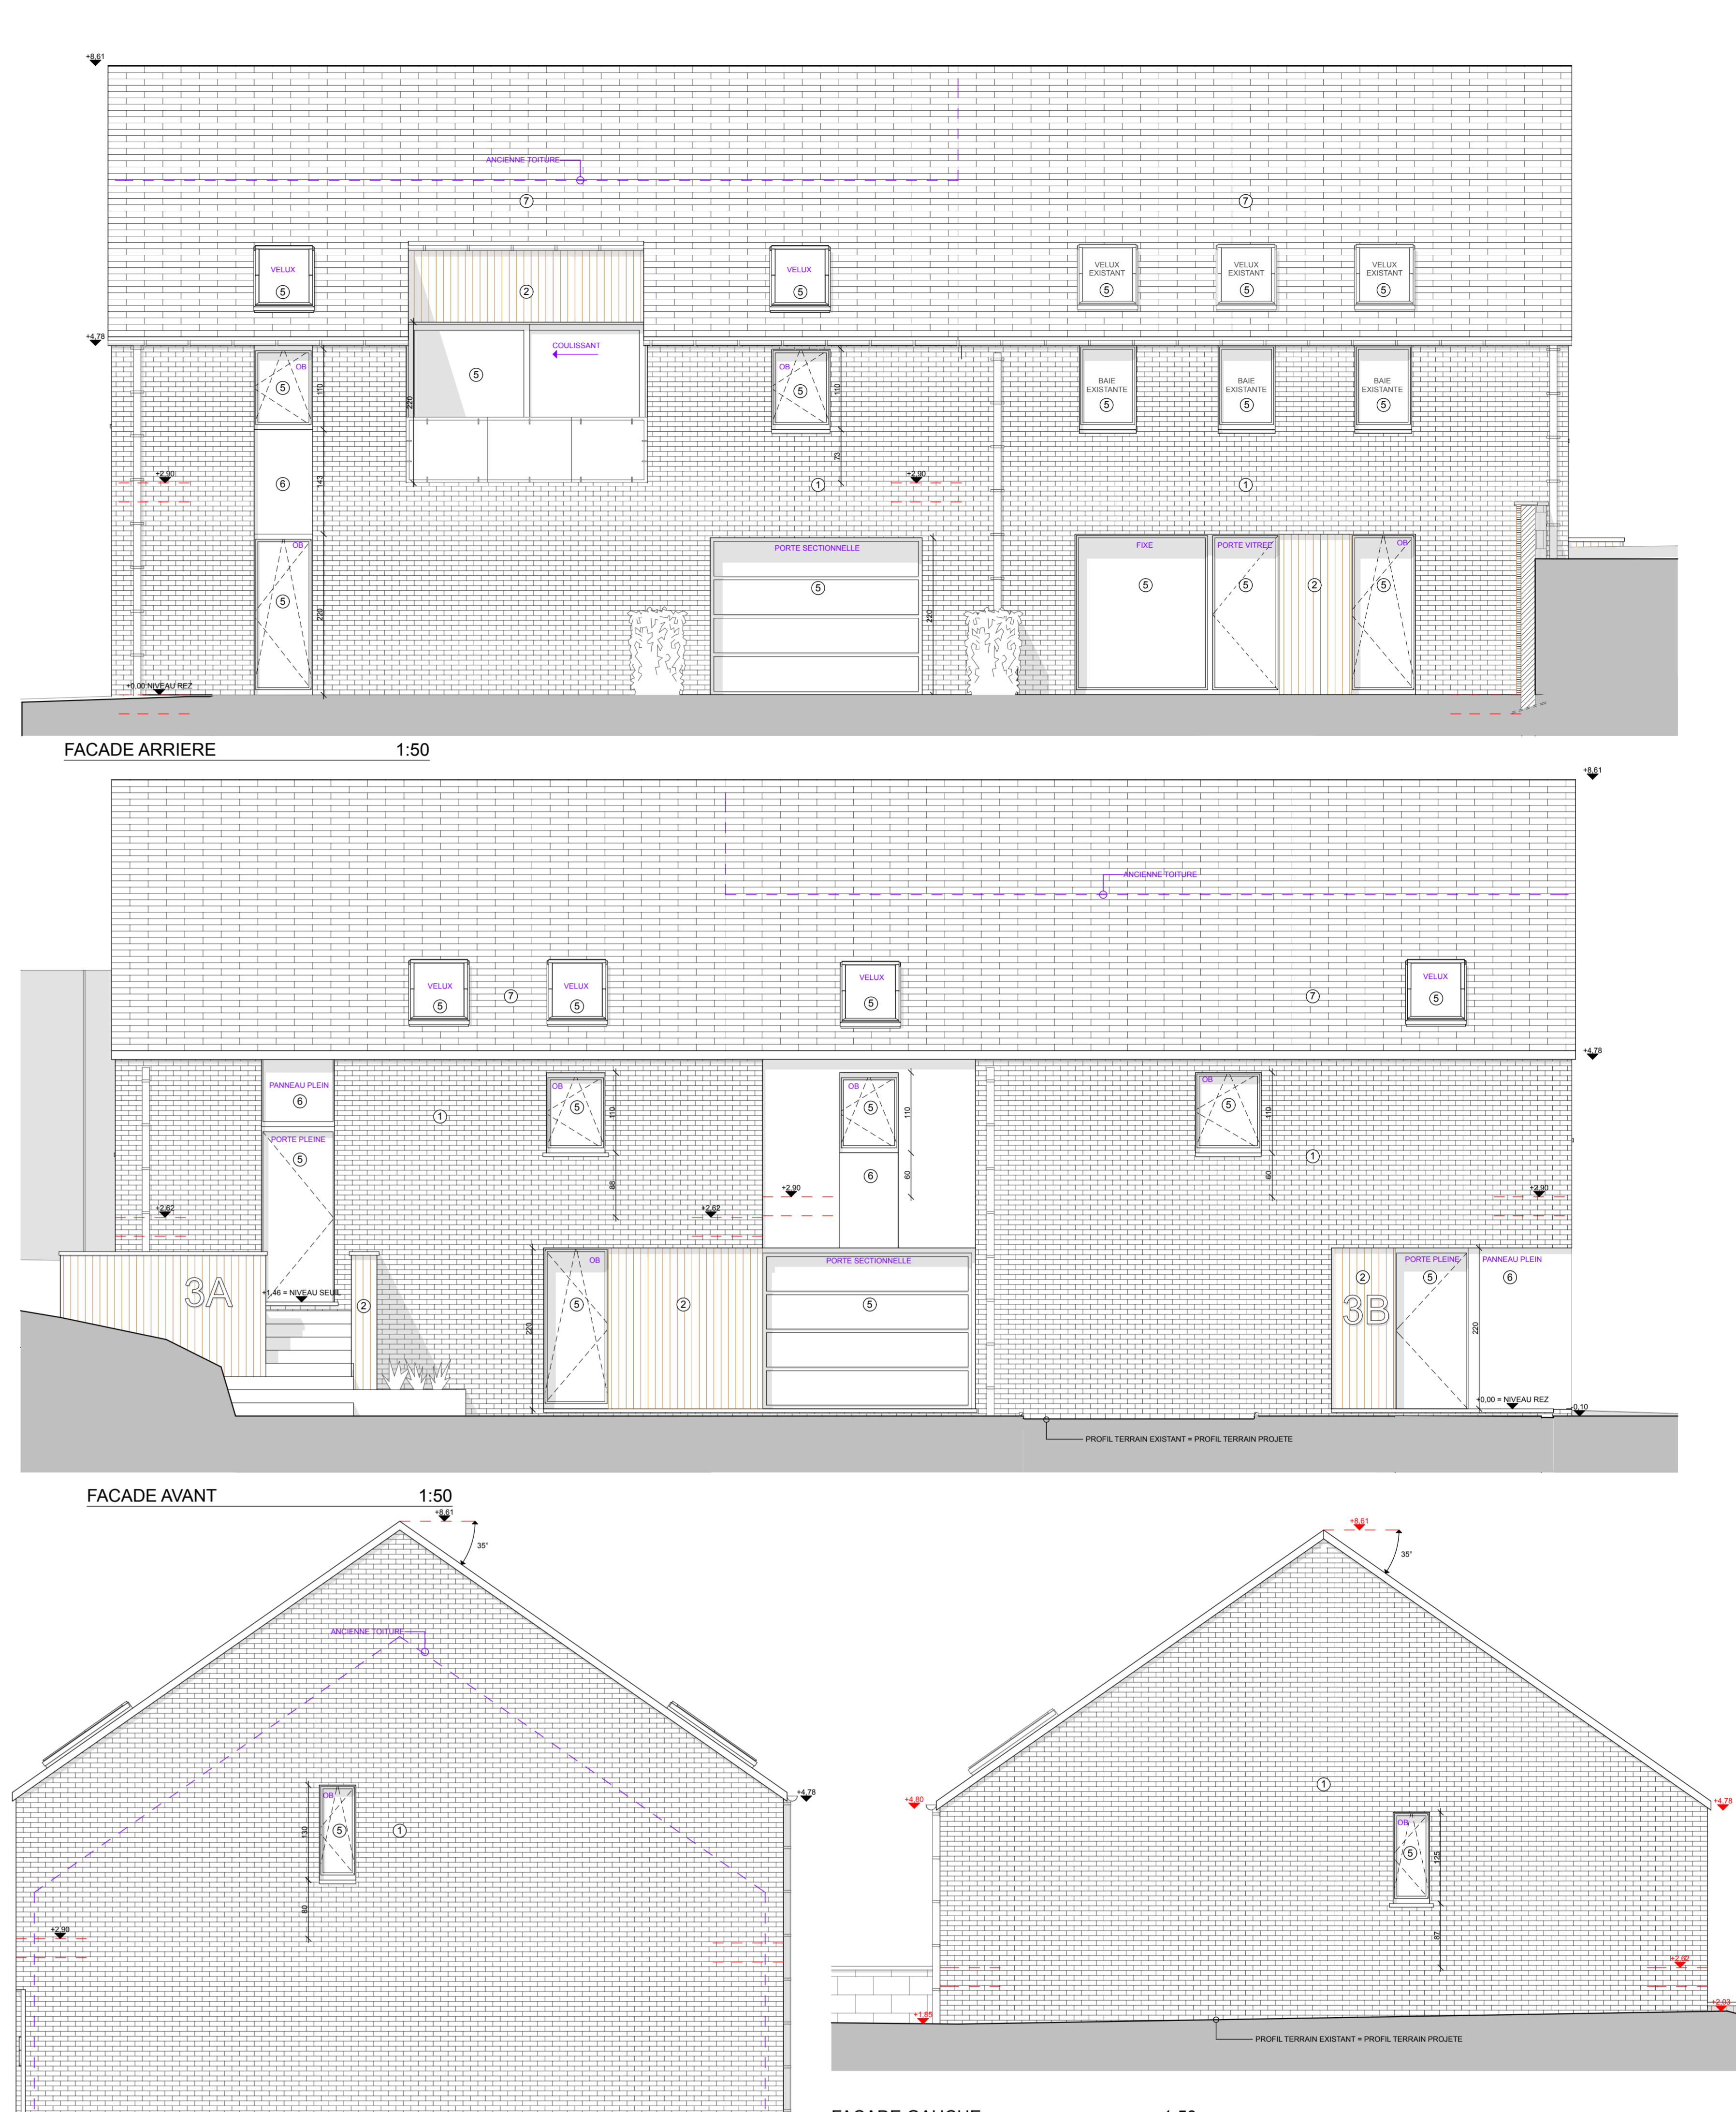 +8.61
ANCIENNE TOITURE
7
7
VELUX
5
2
VELUX
5
VELUX
EXISTANT
5
VELUX
EXISTANT
5
VELUX
EXISTANT
5
+4.78
COULISSANT
OB
5
110
5
220
OB
5
110
BAIE
EXISTANTE
5
BAIE
EXISTANTE
5
BAIE
EXISTANTE
5
73
+2.90
+2.90
6
143
1
1
OB
PORTE SECTIONNELLE
FIXE
PORTE VITREE
OB
5
5
5
5
2
5
220
220
+0,00 NIVEAU REZ
FACADE ARRIERE 1:50
+8.61
ANCIENNE TOITURE
VELUX
5
7
VELUX
5
VELUX
5
7
VELUX
5
+4.78
PANNEAU PLEIN
6
1
OB
5
110
OB
5
110
OB
5
110
PORTE PLEINE
5
1
88
6
60
60
+2.90
+2.90
+2.62
+2.62
OB
PORTE SECTIONNELLE
PORTE PLEINE
PANNEAU PLEIN
3A
+1,46 = NIVEAU SEUIL
2
5
2
5
2
5
6
3B
220
220
+0,00 = NIVEAU REZ
-0,10
PROFIL TERRAIN EXISTANT = PROFIL TERRAIN PROJETE
FACADE AVANT 1:50
+8.61
35°
ANCIENNE TOITURE
+4.78
OB
5
1
130
80
+2.90
+8.61
35°
1
+4.80
+4.78
OB
5
125
87
+2.62
+1.85
+2.03
PROFIL TERRAIN EXISTANT = PROFIL TERRAIN PROJETE